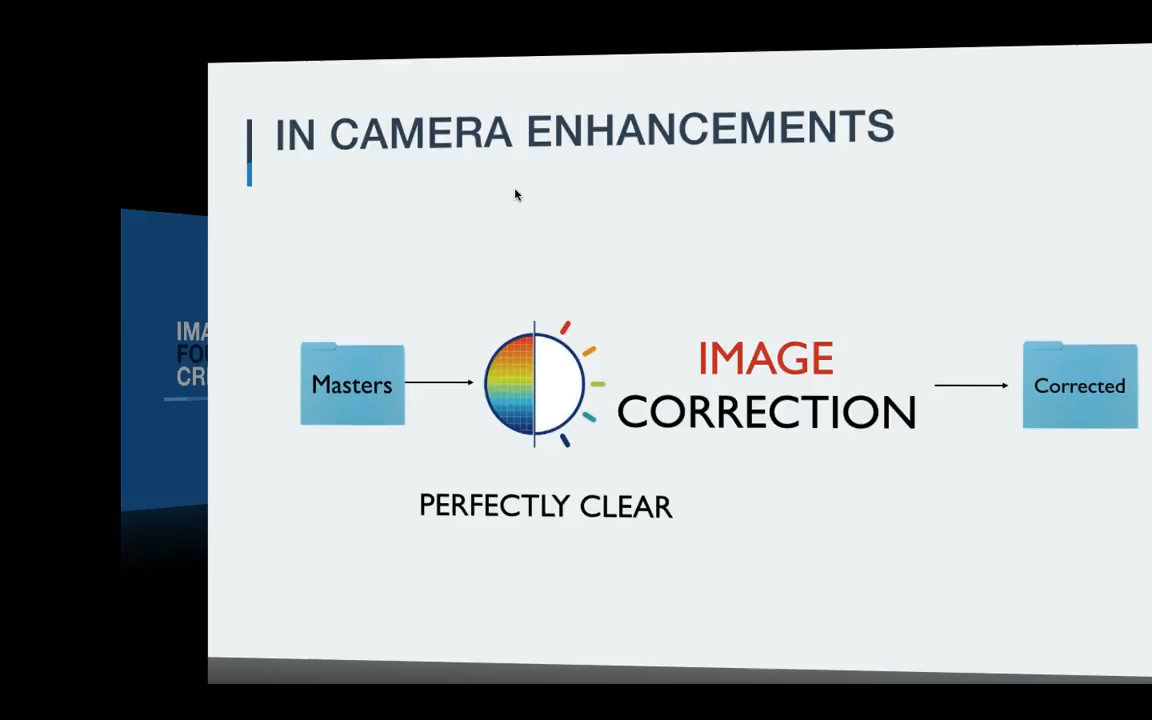 IN CAMERA ENHANCEMENTS
Masters
IMAGE
CORRECTION
Corrected
PERFECTLY CLEAR